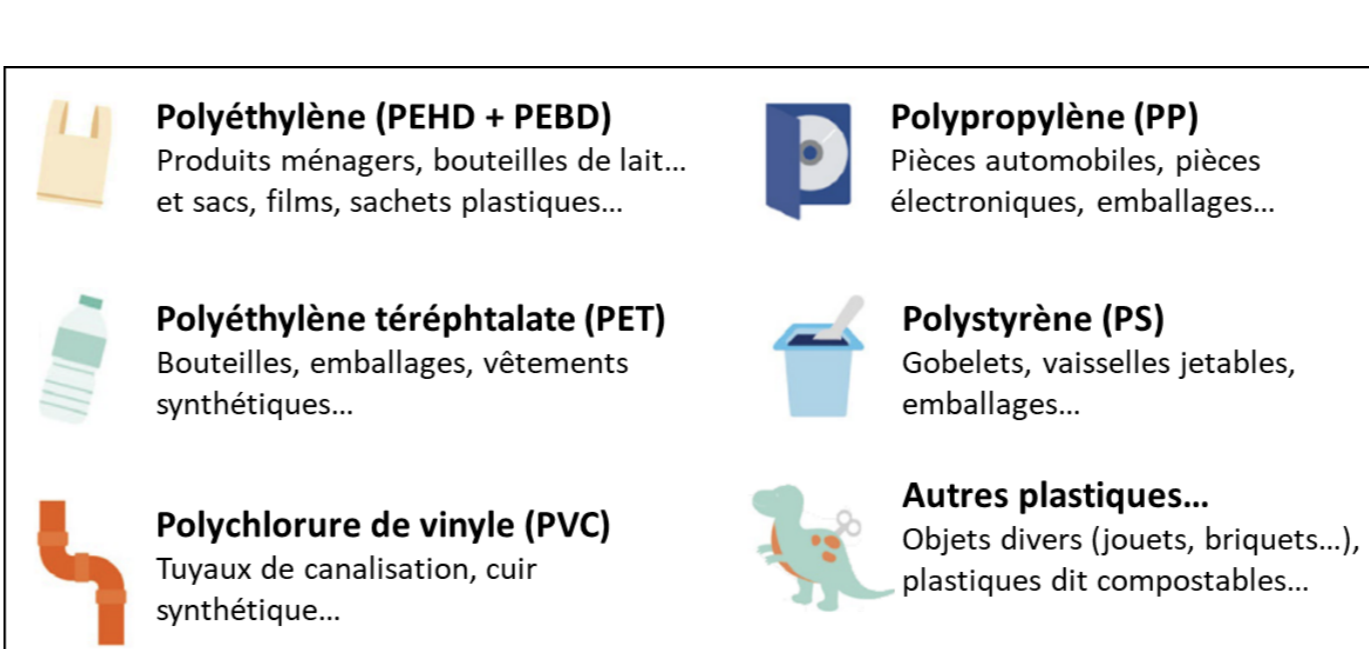 Polyéthylène (PEHD + PEBD)
Produits ménagers, bouteilles de lait...
et sacs, films, sachets plastiques...
Polypropylène (PP)
Pièces automobiles, pièces
électroniques, emballages...
Polyéthylène téréphtalate (PET)
Bouteilles, emballages, vêtements
synthétiques...
Polystyrène (PS)
Gobelets, vaisselles jetables,
emballages...
Polychlorure de vinyle (PVC)
Tuyaux de canalisation, cuir
synthétique...
Autres plastiques...
Objets divers (jouets, briquets...),
plastiques dit compostables...